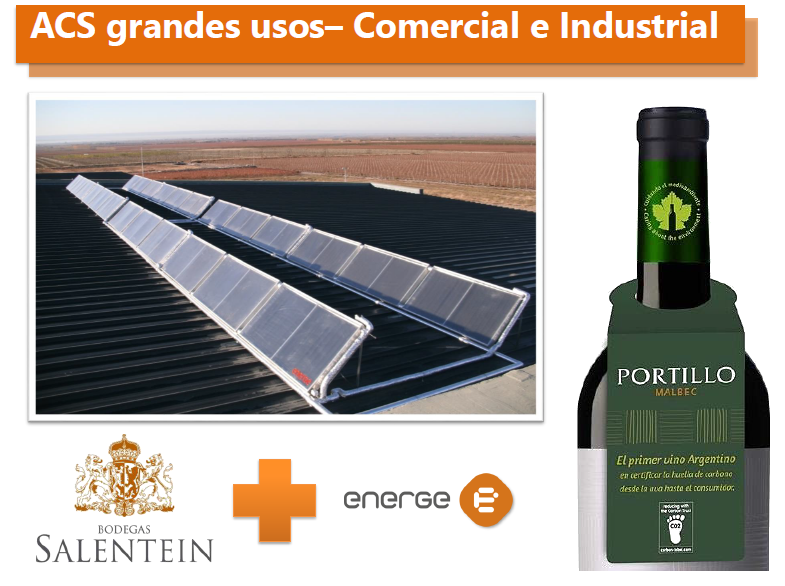 ACS grandes usos– Comercial e Industrial
Cuidando el medioambiente
Caring about the environment
PORTILLO
MALBEC
El primer vino Argentino
en certificar la huella de carbono
desde la uva hasta el consumidor.
reducing with
the Carbon Trust
CO2
carbon-label.com
BODEGAS
SALENTEIN
energe